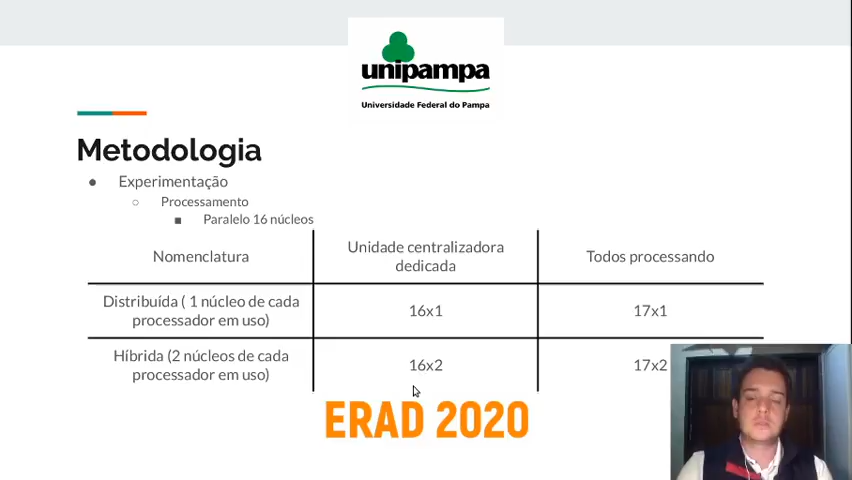 unipampa
Universidade Federal do Pampa
Metodologia
● Experimentação
○ Processamento
■ Paralelo 16 núcleos
Nomenclatura
Unidade centralizadora
dedicada
Todos processando
Distribuída ( 1 núcleo de cada
processador em uso)
16x1
17x1
Híbrida (2 núcleos de cada
processador em uso)
16x2
17x2
ERAD 2020